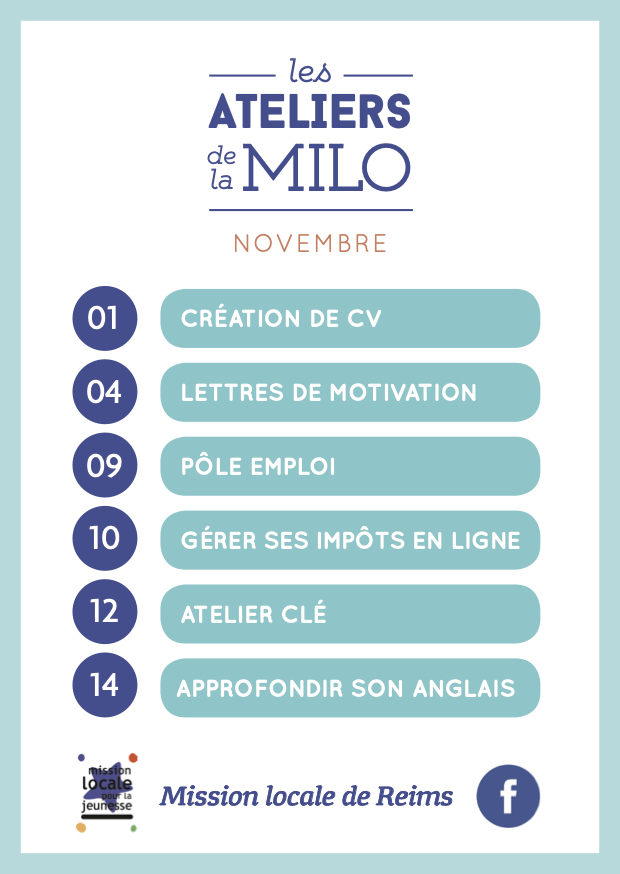 les
ATELIERS
de la MILO
NOVEMBRE
01 CRÉATION DE CV
04 LETTRES DE MOTIVATION
09 PÔLE EMPLOI
10 GÉRER SES IMPÔTS EN LIGNE
12 ATELIER CLÉ
14 APPROFONDIR SON ANGLAIS
mission
locale
pour la
jeunesse
Mission locale de Reims
f